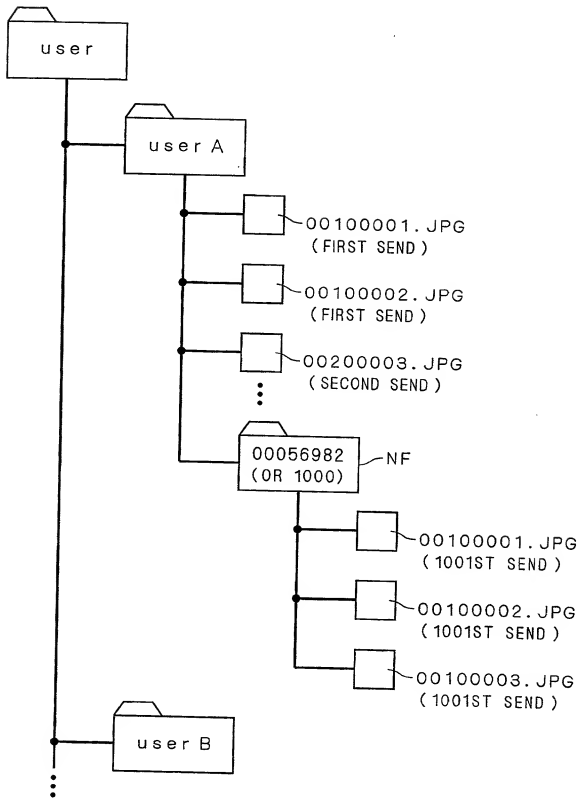 user
user A
00100001.JPG
(FIRST SEND)
00100002.JPG
(FIRST SEND)
00200003.JPG
(SECOND SEND)
00056982
(OR 1000)
NF
00100001.JPG
(1001ST SEND)
00100002.JPG
(1001ST SEND)
00100003.JPG
(1001ST SEND)
user B